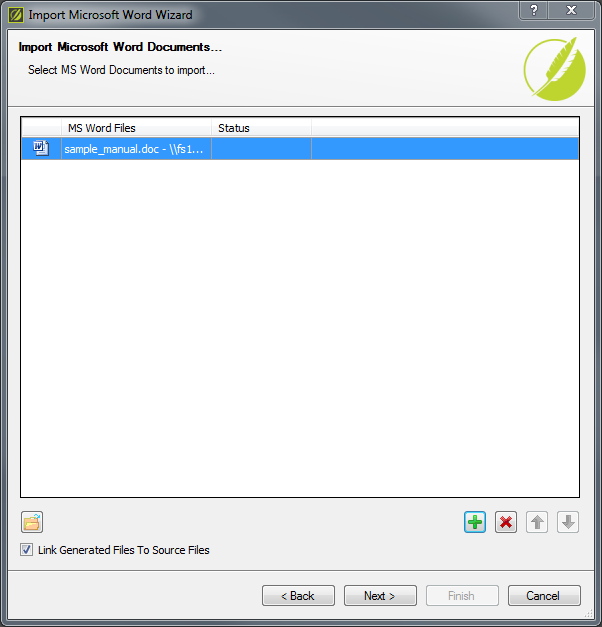 Import Microsoft Word Wizard
Import Microsoft Word Documents...
Select MS Word Documents to import...
MS Word Files Status
sample_manual.doc - \\fs1...
Link Generated Files To Source Files
< Back Next > Finish Cancel